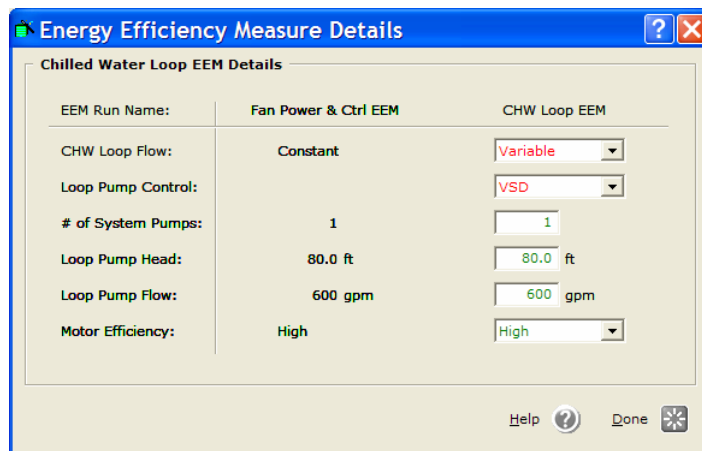 Energy Efficiency Measure Details
Chilled Water Loop EEM Details
EEM Run Name: Fan Power & Ctrl EEM CHW Loop EEM
CHW Loop Flow: Constant Variable
Loop Pump Control: VSD
# of System Pumps: 1 1
Loop Pump Head: 80.0 ft 80.0 ft
Loop Pump Flow: 600 gpm 600 gpm
Motor Efficiency: High High
Help ? Done